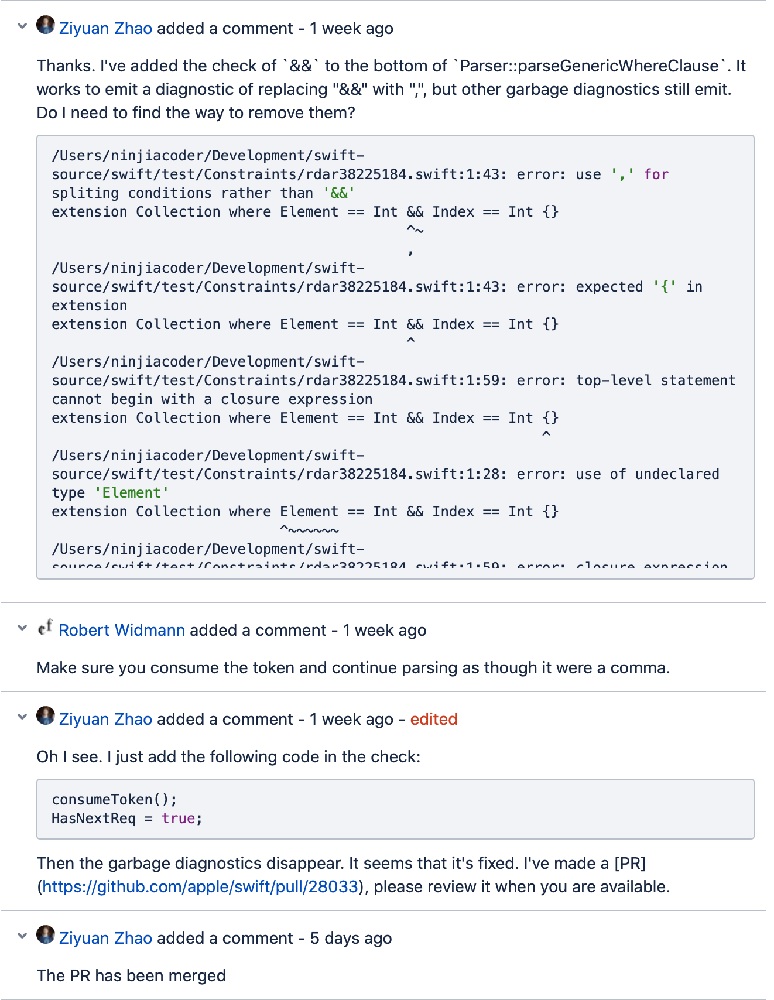 Ziyuan Zhao added a comment - 1 week ago
Thanks. I've added the check of `&&` to the bottom of `Parser::parseGenericWhereClause`. It
works to emit a diagnostic of replacing "&&" with ",", but other garbage diagnostics still emit.
Do I need to find the way to remove them?
/Users/ninjiacoder/Development/swift-
source/swift/test/Constraints/rdar38225184.swift:1:43: error: use ',' for
spliting conditions rather than '&&'
extension Collection where Element == Int && Index == Int {}
^~
,
/Users/ninjiacoder/Development/swift-
source/swift/test/Constraints/rdar38225184.swift:1:43: error: expected '{' in
extension
extension Collection where Element == Int && Index == Int {}
^
/Users/ninjiacoder/Development/swift-
source/swift/test/Constraints/rdar38225184.swift:1:59: error: top-level statement
cannot begin with a closure expression
extension Collection where Element == Int && Index == Int {}
^
/Users/ninjiacoder/Development/swift-
source/swift/test/Constraints/rdar38225184.swift:1:28: error: use of undeclared
type 'Element'
extension Collection where Element == Int && Index == Int {}
^~~~~~~
/Users/ninjiacoder/Development/swift-
source/swift/test/Constraints/rdar38225184.swift:1:59: error: closure expression
ef Robert Widmann added a comment - 1 week ago
Make sure you consume the token and continue parsing as though it were a comma.
Ziyuan Zhao added a comment - 1 week ago - edited
Oh I see. I just add the following code in the check:
consumeToken();
HasNextReq = true;
Then the garbage diagnostics disappear. It seems that it's fixed. I've made a [PR]
(https://github.com/apple/swift/pull/28033), please review it when you are available.
Ziyuan Zhao added a comment - 5 days ago
The PR has been merged